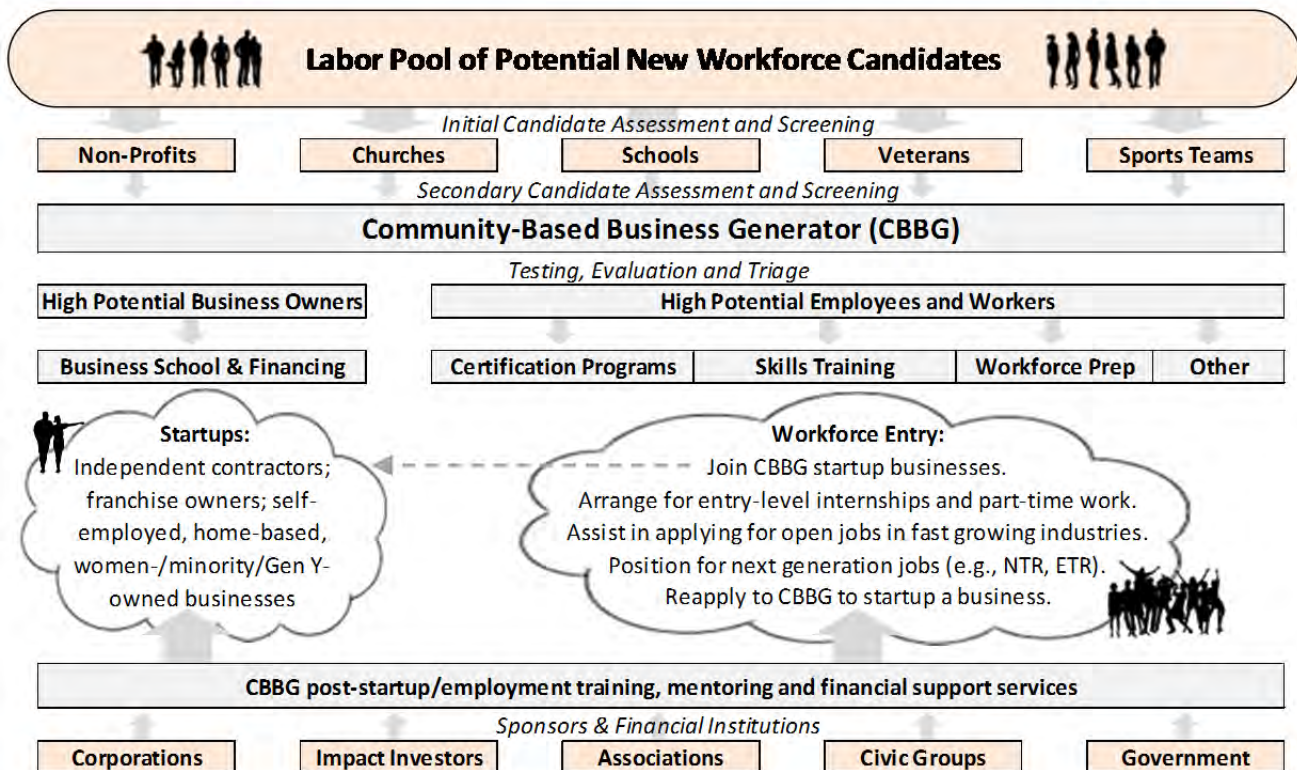 Labor Pool of Potential New Workforce Candidates
Initial Candidate Assessment and Screening
Non-Profits
Churches
Schools
Veterans
Sports Teams
Secondary Candidate Assessment and Screening
Community-Based Business Generator (CBBG)
Testing, Evaluation and Triage
High Potential Business Owners
High Potential Employees and Workers
Business School & Financing
Certification Programs
Skills Training
Workforce Prep
Other
Startups:
Independent contractors;
franchise owners; self-
employed, home-based,
women-/minority/Gen Y-
owned businesses
Workforce Entry:
Join CBBG startup businesses.
Arrange for entry-level internships and part-time work.
Assist in applying for open jobs in fast growing industries.
Position for next generation jobs (e.g., NTR, ETR).
Reapply to CBBG to startup a business.
CBBG post-startup/employment training, mentoring and financial support services
Sponsors & Financial Institutions
Corporations
Impact Investors
Associations
Civic Groups
Government